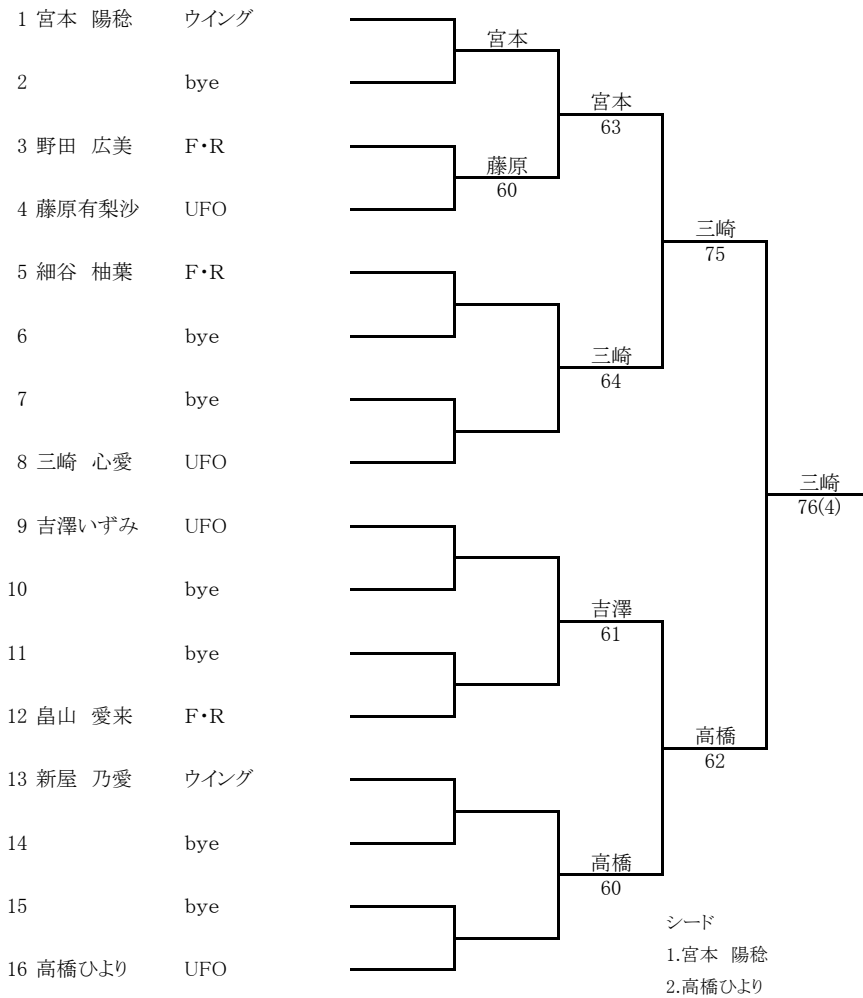 1 宮本　陽稔 ウイング
宮本
2 bye
宮本
63
3 野田　広美 F・R
藤原
60
4 藤原有梨沙 UFO
三崎
75
5 細谷　柚葉 F・R
6 bye
三崎
64
7 bye
8 三崎　心愛 UFO
三崎
76(4)
9 吉澤いずみ UFO
10 bye
吉澤
61
11 bye
12 畠山　愛来 F・R
高橋
62
13 新屋　乃愛 ウイング
14 bye
高橋
60
15 bye
シード
1.宮本　陽稔
16 高橋ひより UFO
2.高橋ひより